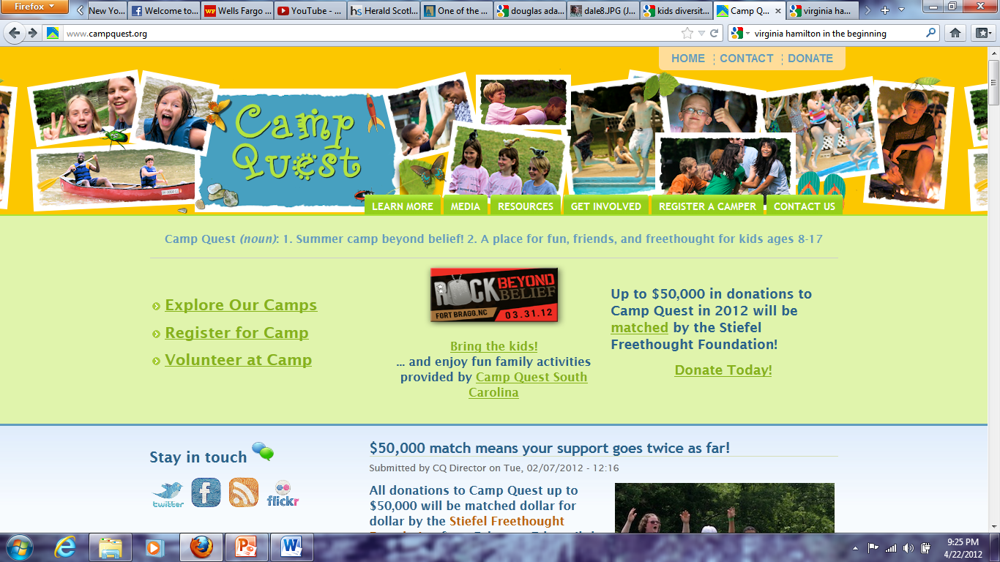 Firefox
New Yo...
Welcome to...
Wells Fargo ...
YouTube - ...
Herald Scotl...
One of the ...
douglas ada...
dale8.JPG (J...
kids diversit...
Camp Q...
virginia ha...
www.campquest.org
virginia hamilton in the beginning
HOME CONTACT DONATE
Camp
Quest
LEARN MORE MEDIA RESOURCES GET INVOLVED REGISTER A CAMPER CONTACT US
Camp Quest (noun): 1. Summer camp beyond belief! 2. A place for fun, friends, and freethought for kids ages 8-17
Explore Our Camps
Register for Camp
Volunteer at Camp
ROCK BEYOND
BELIEF
FORT BRAGG, NC 03.31.12
Bring the kids!
... and enjoy fun family activities
provided by Camp Quest South
Carolina
Up to $50,000 in donations to
Camp Quest in 2012 will be
matched by the Stiefel
Freethought Foundation!
Donate Today!
Stay in touch
twitter
flickr
$50,000 match means your support goes twice as far!
Submitted by CQ Director on Tue, 02/07/2012 - 12:16
All donations to Camp Quest up to
$50,000 will be matched dollar for
dollar by the Stiefel Freethought
9:25 PM
4/22/2012